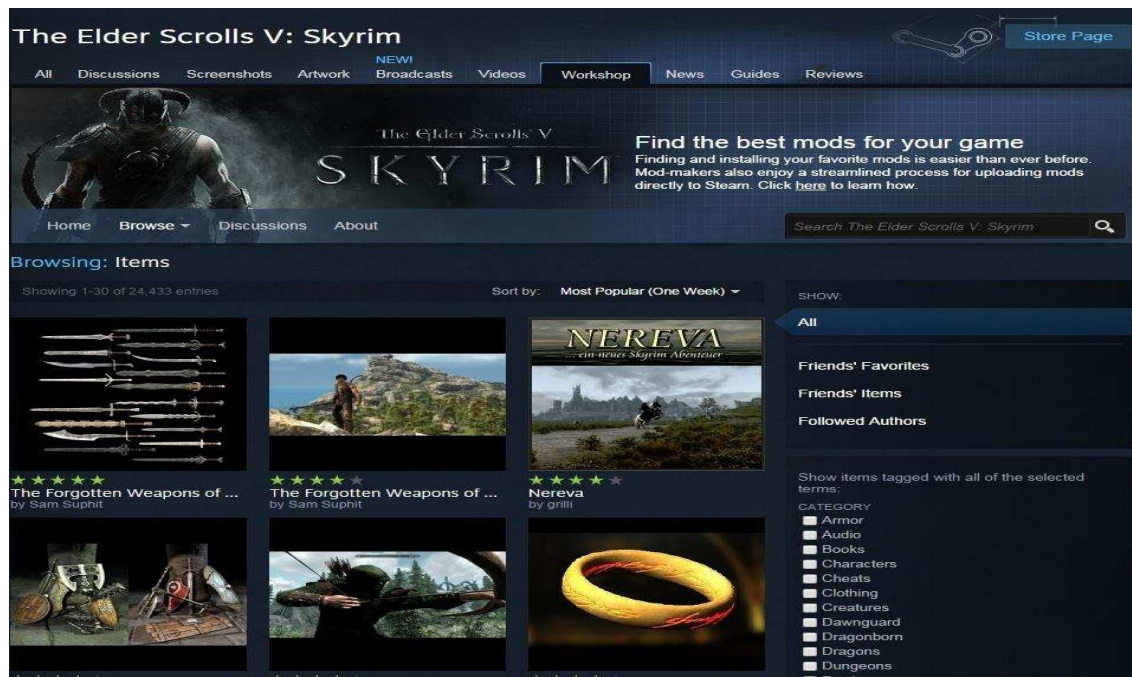 The Elder Scrolls V: Skyrim
Store Page
NEW!
All Discussions Screenshots Artwork Broadcasts Videos Workshop News Guides Reviews
The Elder Scrolls V
SKYRIM
Find the best mods for your game
Finding and installing your favorite mods is easier than ever before.
Mod-makers also enjoy a streamlined process for uploading mods
directly to Steam. Click here to learn how.
Home Browse Discussions About
Search The Elder Scrolls V: Skyrim
Browsing: Items
Showing 1-30 of 24,433 entries
Sort by: Most Popular (One Week)
NEREVA
...ein neues Skyrim Abenteuer
The Forgotten Weapons of ...
by Sam Suphit
The Forgotten Weapons of ...
by Sam Suphit
Nereva
by grilli
SHOW:
All
Friends' Favorites
Friends' Items
Followed Authors
Show items tagged with all of the selected
terms:
CATEGORY
Armor
Audio
Books
Characters
Cheats
Clothing
Creatures
Dawnguard
Dragonborn
Dragons
Dungeons